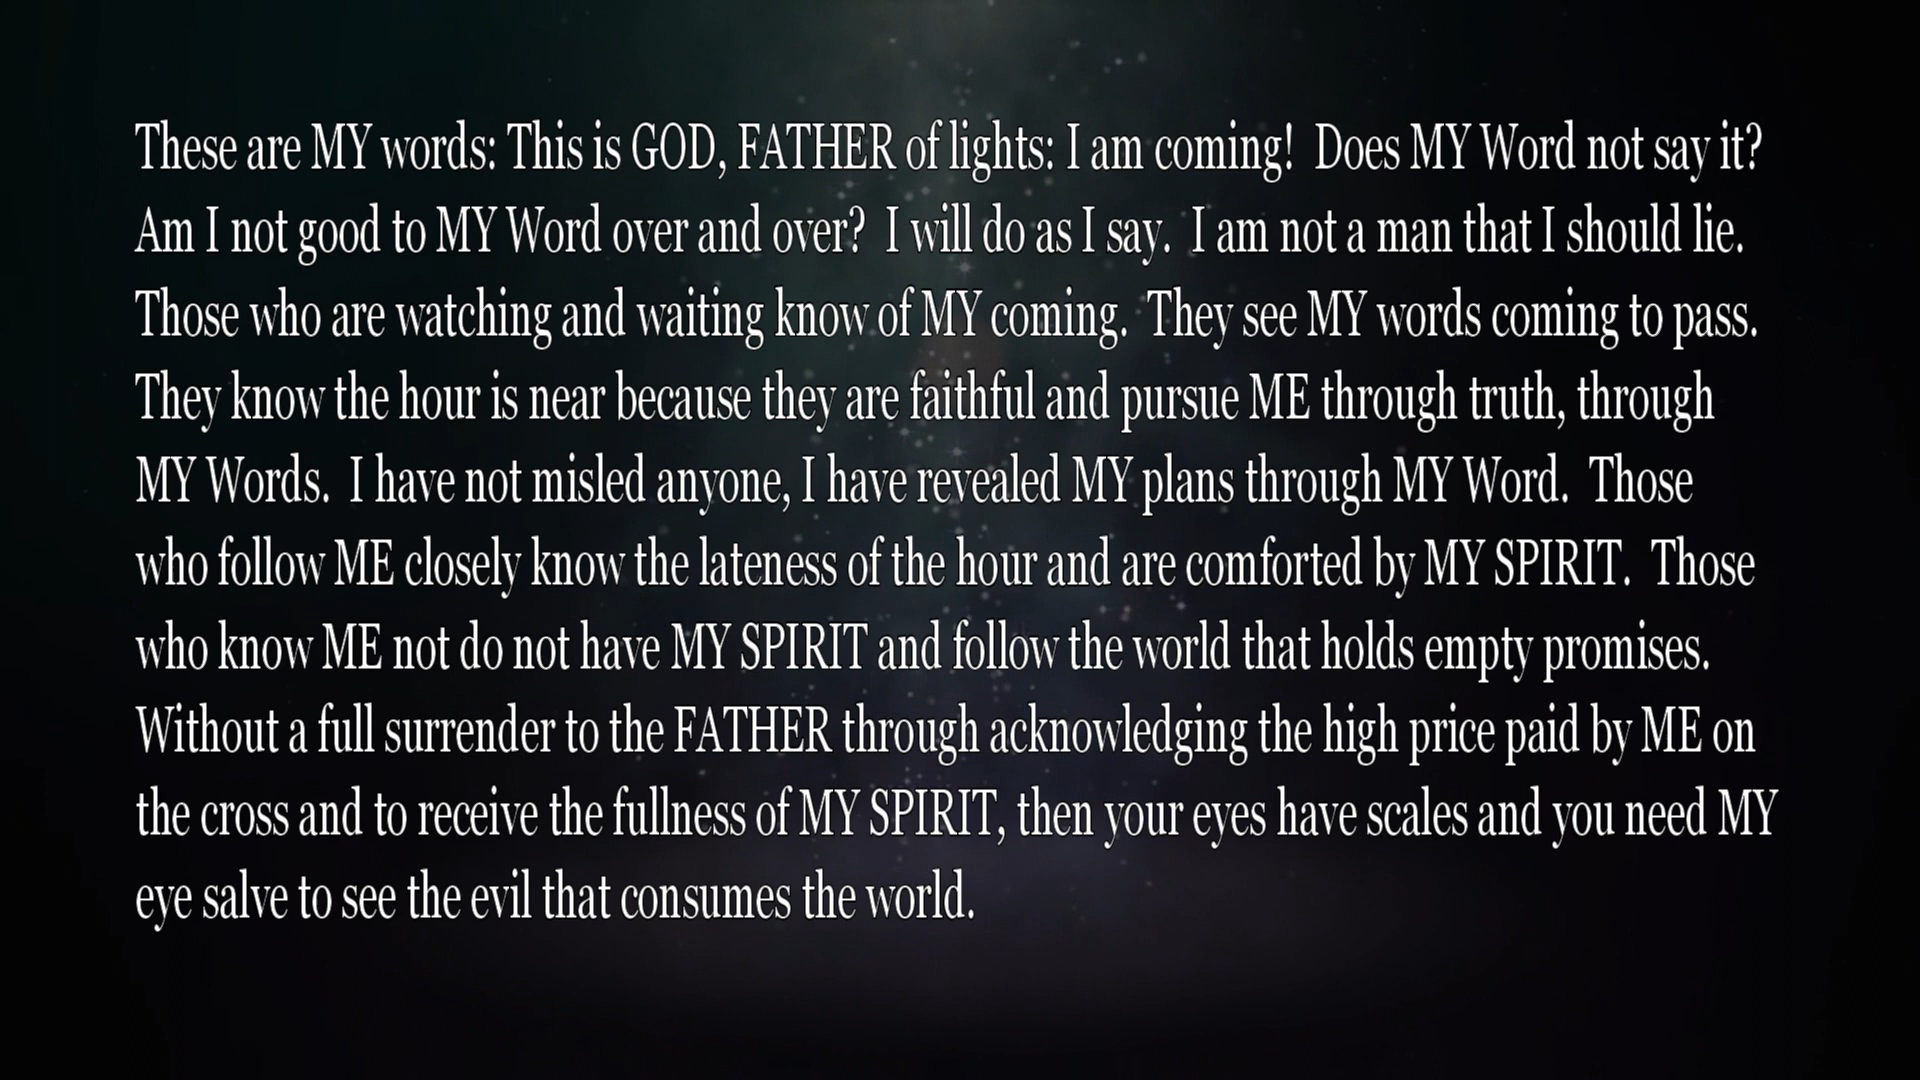 These are MY words: This is GOD, FATHER of lights: I am coming!  Does MY Word not say it?
Am I not good to MY Word over and over?  I will do as I say.  I am not a man that I should lie.
Those who are watching and waiting know of MY coming.  They see MY words coming to pass.
They know the hour is near because they are faithful and pursue ME through truth, through
MY Words.  I have not misled anyone, I have revealed MY plans through MY Word.  Those
who follow ME closely know the lateness of the hour and are comforted by MY SPIRIT.  Those
who know ME not do not have MY SPIRIT and follow the world that holds empty promises.
Without a full surrender to the FATHER through acknowledging the high price paid by ME on
the cross and to receive the fullness of MY SPIRIT, then your eyes have scales and you need MY
eye salve to see the evil that consumes the world.